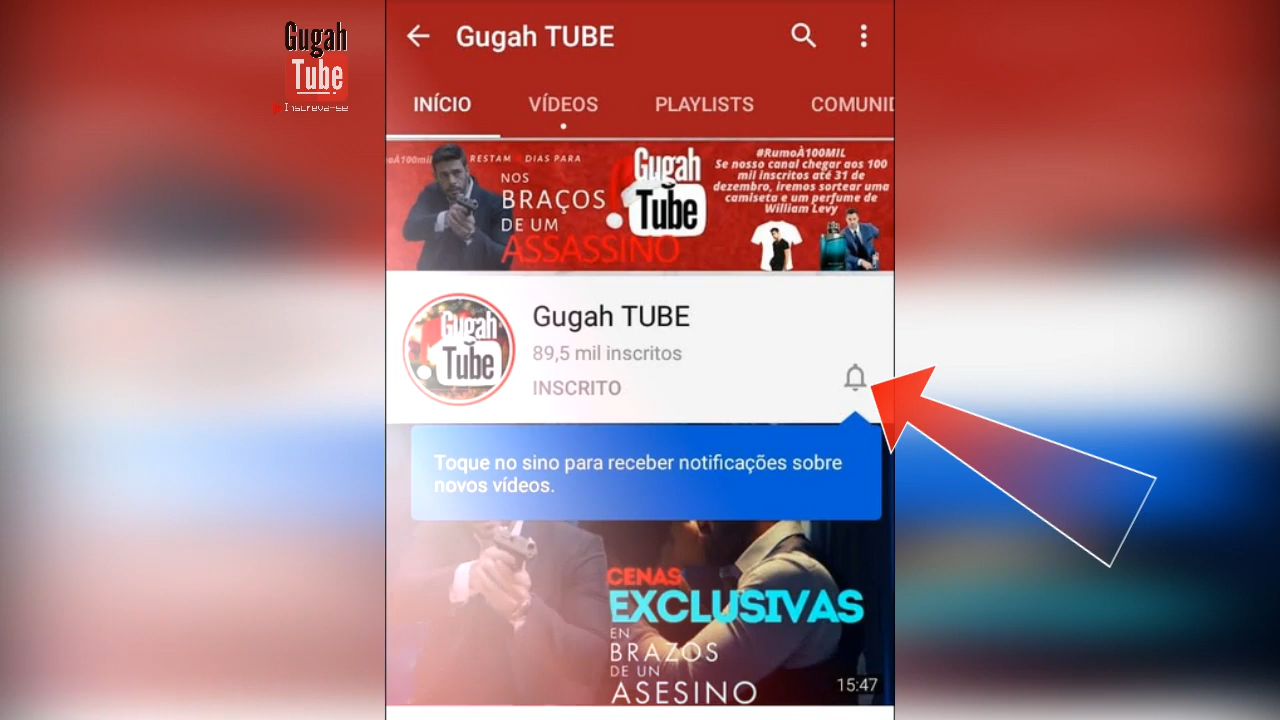 Gugah
Tube
Inscreva-se
Gugah TUBE
INÍCIO
VÍDEOS
PLAYLISTS
COMUNID
RESTAM
DIAS PARA
NOS
BRAÇOS
DE UM
ASSASSINO
Gugah
Tube
#RumoÀ100MIL
Se nosso canal chegar aos 100
mil inscritos até 31 de
dezembro, iremos sortear uma
camiseta e um perfume de
William Levy
Gugah
Tube
Gugah TUBE
89,5 mil inscritos
INSCRITO
Toque no sino para receber notificações sobre
novos vídeos.
CENAS
EXCLUSIVAS
EN
BRAZOS
DE UN
ASESINO
15:47